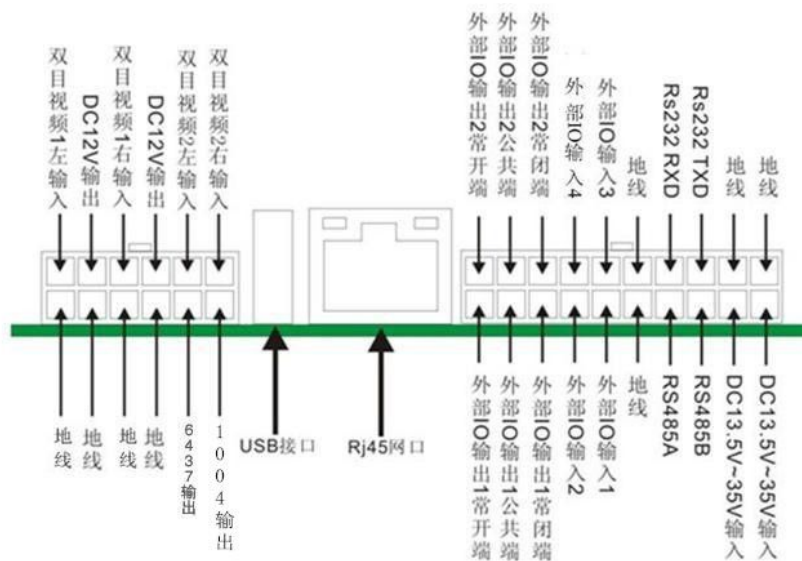 双目视频1左输入
DC12V输出
双目视频1右输入
DC12V输出
双目视频2左输入
双目视频2右输入
外部IO输出2常开端
外部IO输出2公共端
外部IO输出2常闭端
外部IO输入4
外部IO输入3
地线
Rs232 RXD
Rs232 TXD
地线
地线
地线
地线
地线
地线
6437输出
1004输出
USB接口
Rj45网口
外部IO输出1常开端
外部IO输出1公共端
外部IO输出1常闭端
外部IO输入2
外部IO输入1
地线
RS485A
RS485B
DC13.5V~35V输入
DC13.5V~35V输入